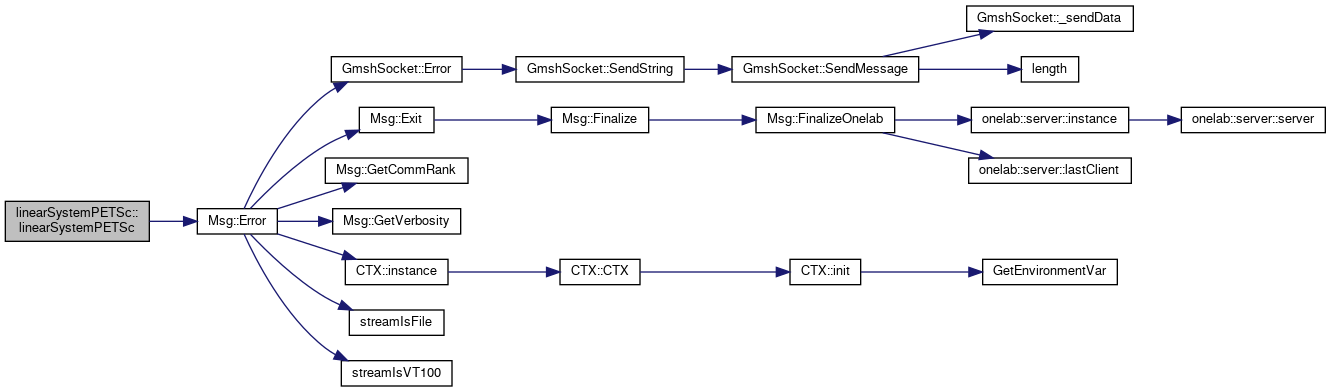 linearSystemPETSc::
linearSystemPETSc
Msg::Error
GmshSocket::Error
GmshSocket::SendString
GmshSocket::SendMessage
GmshSocket::_sendData
length
Msg::Exit
Msg::Finalize
Msg::FinalizeOnelab
onelab::server::instance
onelab::server::server
onelab::server::lastClient
Msg::GetCommRank
Msg::GetVerbosity
CTX::instance
CTX::CTX
CTX::init
GetEnvironmentVar
streamIsFile
streamIsVT100